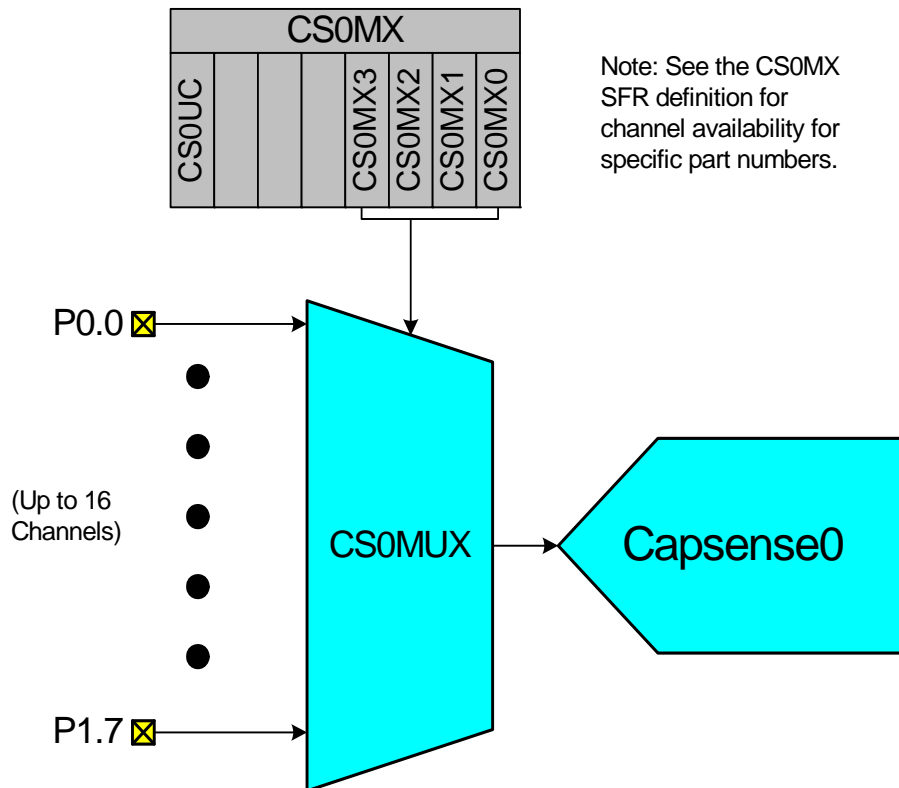 CS0MX
CS0UC
CS0MX3
CS0MX2
CS0MX1
CS0MX0
Note: See the CS0MX
SFR definition for
channel availability for
specific part numbers.
P0.0
(Up to 16
Channels)
CS0MUX
Capsense0
P1.7